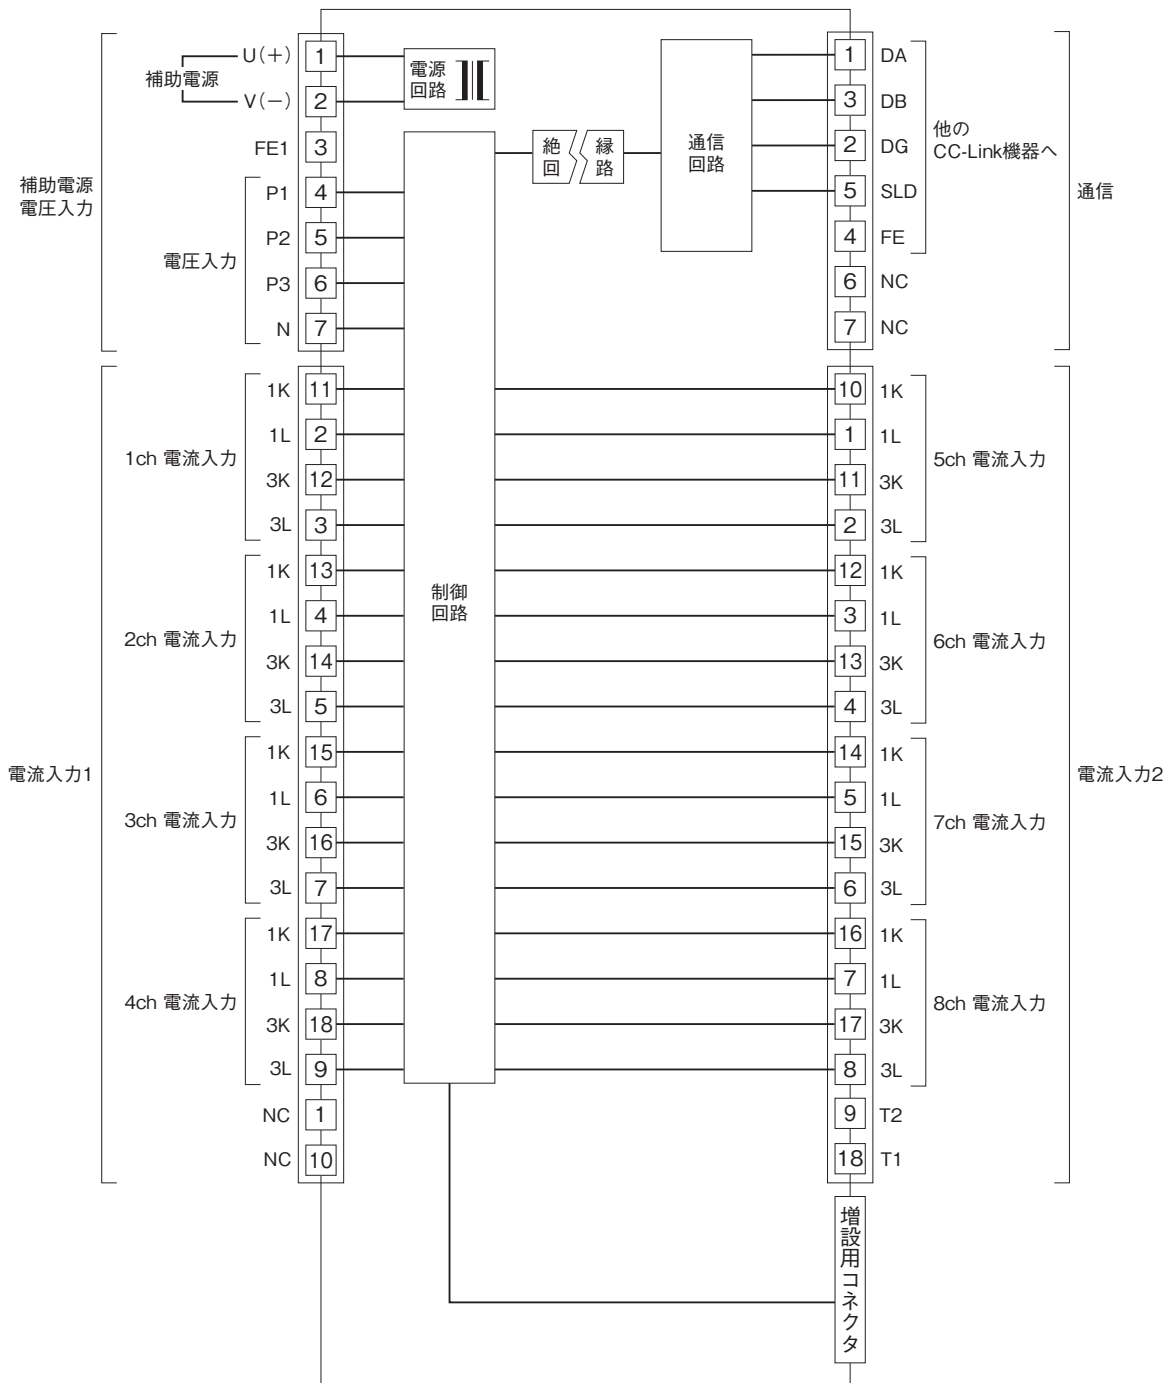 補助電源
電圧入力
補助電源
U(+) 1
V(−) 2
FE1 3
電圧入力
P1 4
P2 5
P3 6
N 7
電源
回路
絶縁
回路
通信
回路
1 DA
3 DB
2 DG
5 SLD
4 FE
6 NC
7 NC
他の
CC-Link機器へ
通信
電流入力1
1ch 電流入力
1K 11
1L 2
3K 12
3L 3
2ch 電流入力
1K 13
1L 4
3K 14
3L 5
3ch 電流入力
1K 15
1L 6
3K 16
3L 7
4ch 電流入力
1K 17
1L 8
3K 18
3L 9
NC 1
NC 10
制御
回路
10 1K
1 1L
11 3K
2 3L
5ch 電流入力
12 1K
3 1L
13 3K
4 3L
6ch 電流入力
14 1K
5 1L
15 3K
6 3L
7ch 電流入力
16 1K
7 1L
17 3K
8 3L
8ch 電流入力
9 T2
18 T1
電流入力2
増設用コネクタ